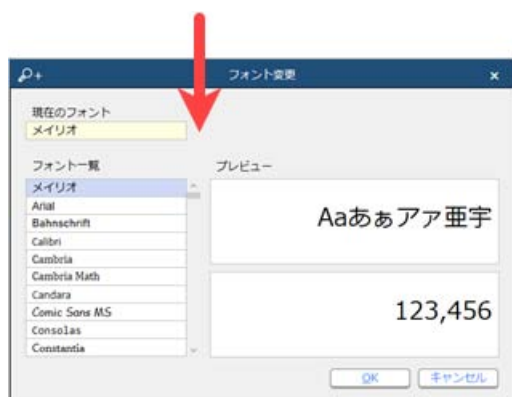 フォント変更
現在のフォント
メイリオ
フォント一覧
メイリオ
Arial
Bahnschrift
Calibri
Cambria
Cambria Math
Candara
Comic Sans MS
Consolas
Constantia
プレビュー
Aaあぁアァ亜宇
123,456
OK
キャンセル